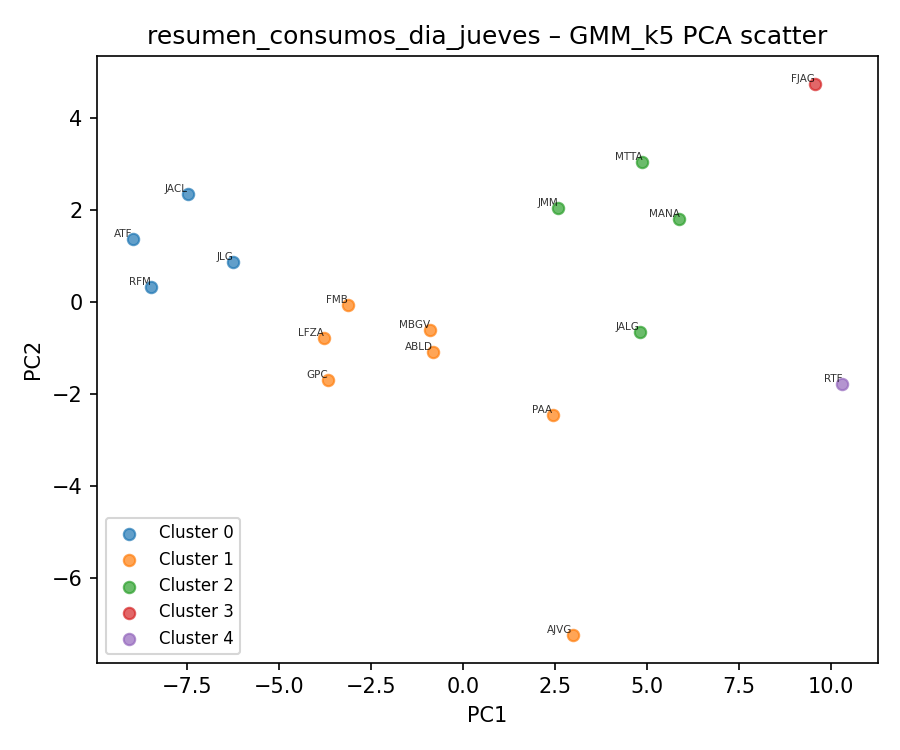 resumen_consumos_dia_jueves – GMM_k5 PCA scatter
FJAG
MTTA
JACL
JMM
MANA
ATF
JLG
RFM
FMB
MBGV
LFZA
ABLD
JALG
GPC
RTF
PAA
AJVG
4
2
0
−2
−4
−6
PC2
Cluster 0
Cluster 1
Cluster 2
Cluster 3
Cluster 4
−7.5 −5.0 −2.5 0.0 2.5 5.0 7.5 10.0
PC1